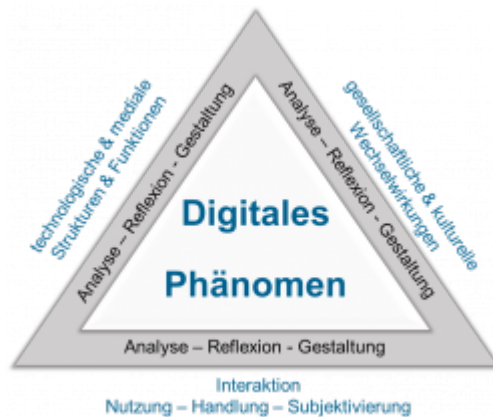 technologische & mediale
Strukturen & Funktionen
Analyse – Reflexion - Gestaltung
gesellschaftliche & kulturelle
Wechselwirkungen
Analyse – Reflexion - Gestaltung
Digitales
Phänomen
Analyse – Reflexion - Gestaltung
Interaktion
Nutzung – Handlung – Subjektivierung